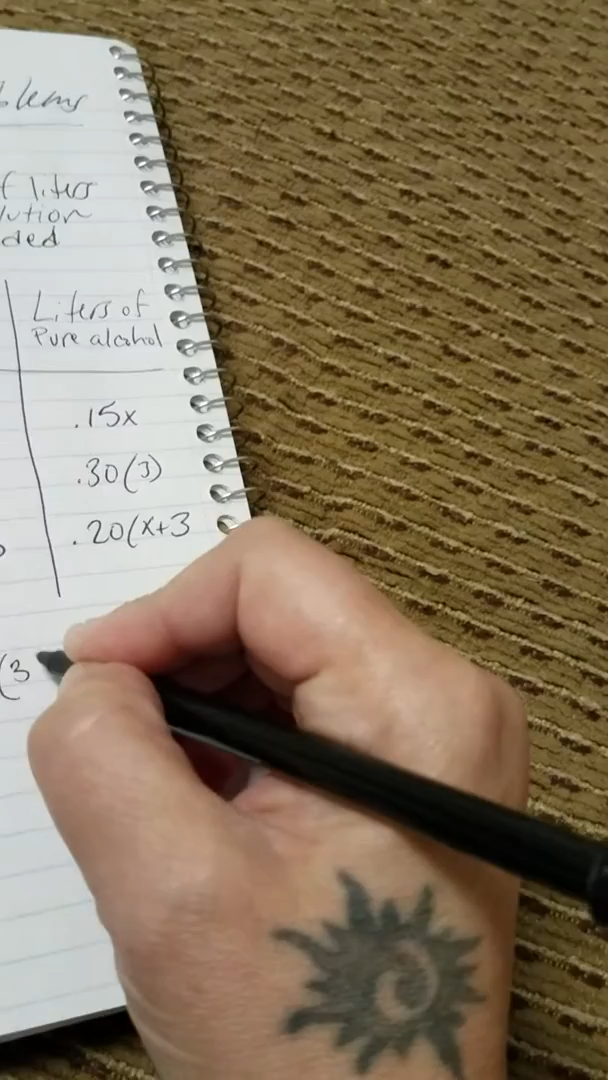 blems
f liters
lution
ded
Liters of
Pure alcohol
.15x
.30(3)
.20(x+3
(3